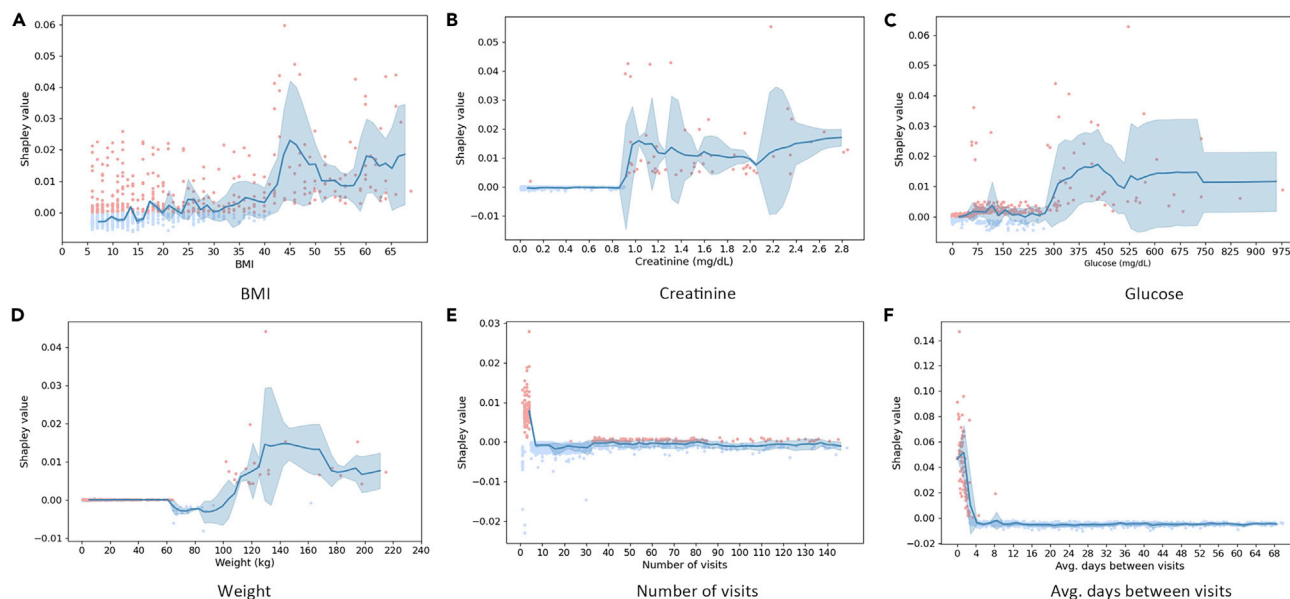 A
0.06
0.05
0.04
0.03
0.02
0.01
0.00
Shapley value
0 5 10 15 20 25 30 35 40 45 50 55 60 65
BMI
BMI
B
0.05
0.04
0.03
0.02
0.01
0.00
−0.01
Shapley value
0.0 0.2 0.4 0.6 0.8 1.0 1.2 1.4 1.6 1.8 2.0 2.2 2.4 2.6 2.8
Creatinine (mg/dL)
Creatinine
C
0.06
0.05
0.04
0.03
0.02
0.01
0.00
Shapley value
0 75 150 225 300 375 450 525 600 675 750 825 900 975
Glucose (mg/dL)
Glucose
D
0.04
0.03
0.02
0.01
0.00
−0.01
Shapley value
0 20 40 60 80 100 120 140 160 180 200 220 240
Weight (kg)
Weight
E
0.03
0.02
0.01
0.00
−0.01
−0.02
Shapley value
0 10 20 30 40 50 60 70 80 90 100 110 120 130 140
Number of visits
Number of visits
F
0.14
0.12
0.10
0.08
0.06
0.04
0.02
0.00
−0.02
Shapley value
0 4 8 12 16 20 24 28 32 36 40 44 48 52 56 60 64 68
Avg. days between visits
Avg. days between visits